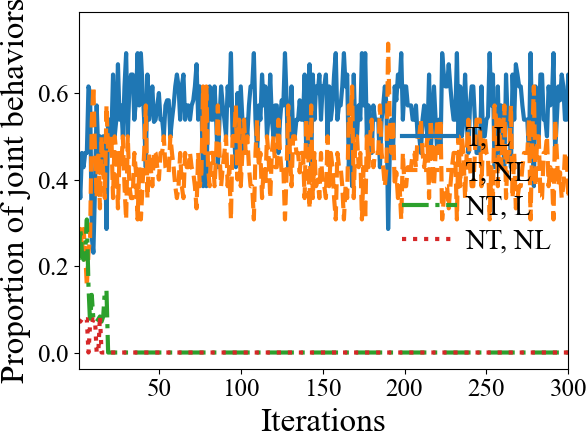 Proportion of joint behaviors
0.6
0.4
0.2
0.0
T, L
T, NL
NT, L
NT, NL
50
100
150
200
250
300
Iterations